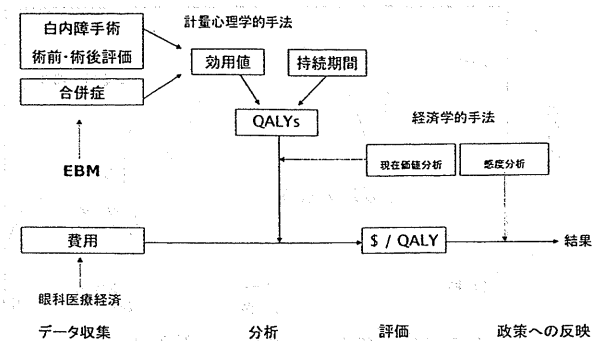 白内障手術
術前・術後評価
合併症
EBM
費用
眼科医療経済
データ収集
計量心理学的手法
効用値
持続期間
QALYs
分析
経済学的手法
現在価値分析
感度分析
$ / QALY
評価
結果
政策への反映